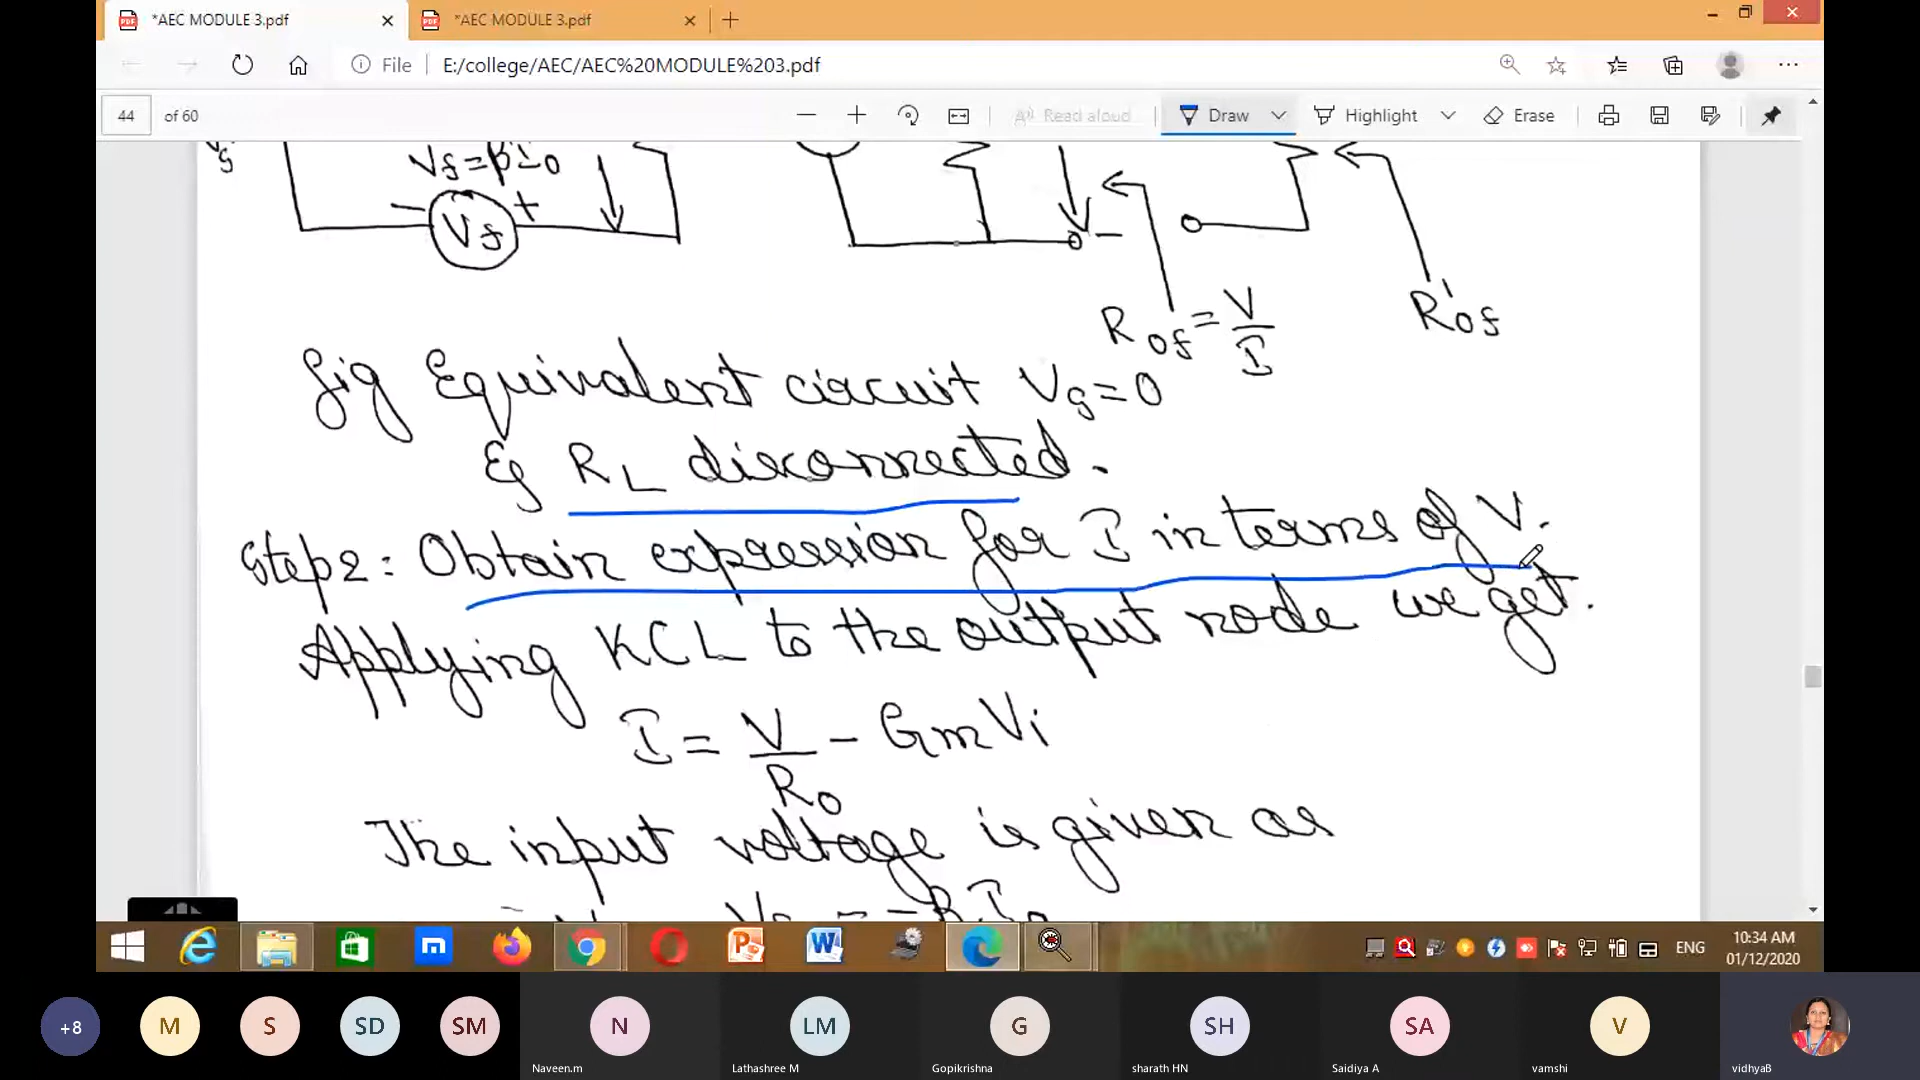 *AEC MODULE 3.pdf
*AEC MODULE 3.pdf
File
E:/college/AEC/AEC%20MODULE%203.pdf
44 of 60
Read aloud
Draw
Highlight
Erase
Vs
Vf=βI0
- Vf +
-
Rof = V/I
R'of
fig Equivalent circuit Vs=0
& RL disconnected.
Step2: Obtain expression for I in terms of V.
Applying KCL to the output node we get.
I = V/Ro - GmVi
The input voltage is given as
ENG
10:34 AM
01/12/2020
+8
M
S
SD
SM
N
LM
G
SH
SA
V
Naveen.m
Lathashree M
Gopikrishna
sharath HN
Saidiya A
vamshi
vidhyaB